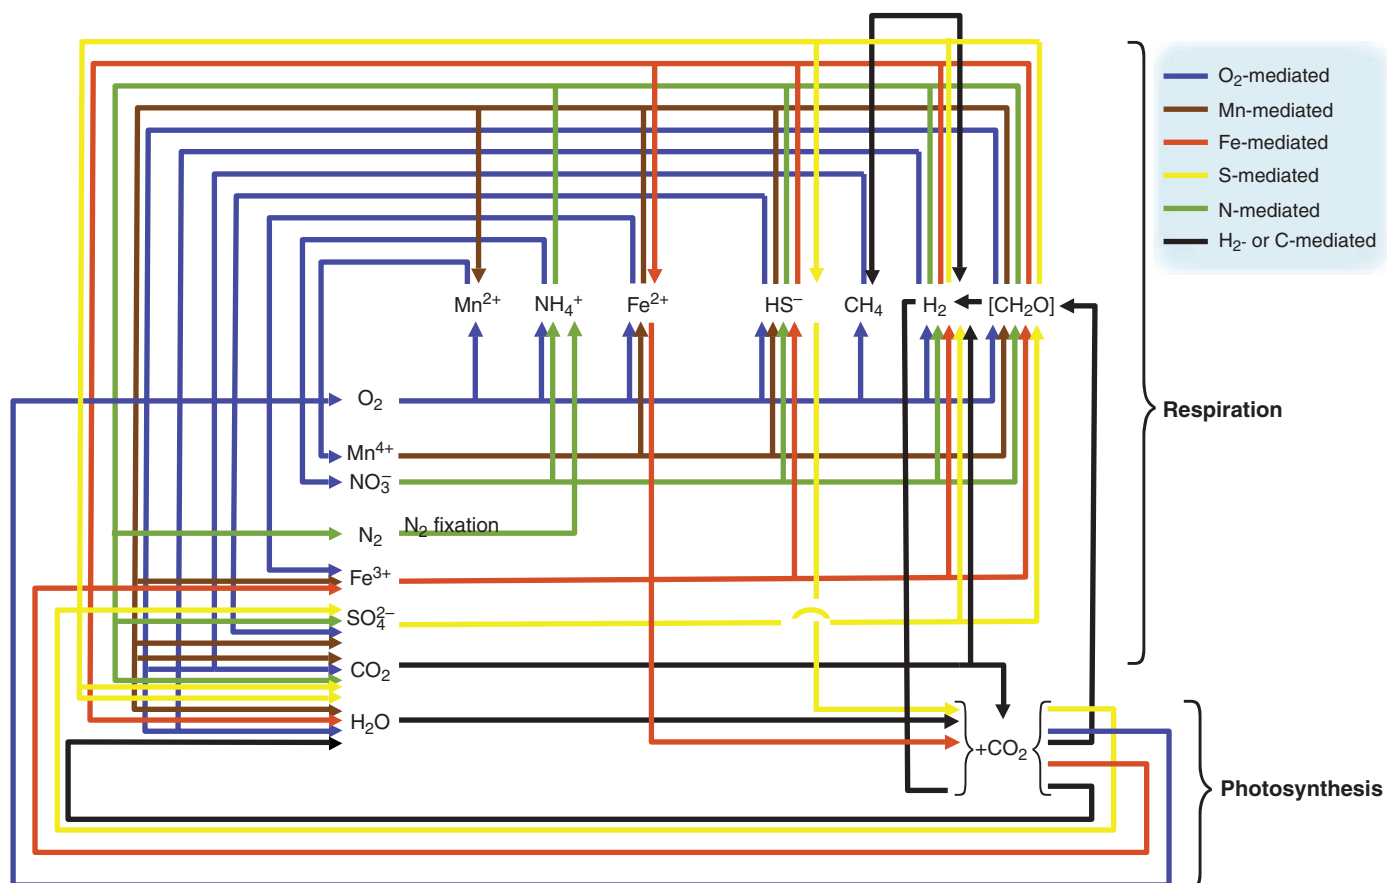 O₂-mediated
Mn-mediated
Fe-mediated
S-mediated
N-mediated
H₂- or C-mediated
Mn²⁺ NH₄⁺ Fe²⁺ HS⁻ CH₄ H₂ [CH₂O]
O₂
Respiration
Mn⁴⁺
NO₃⁻
N₂ N₂ fixation
Fe³⁺
SO₄²⁻
CO₂
H₂O
+CO₂
Photosynthesis